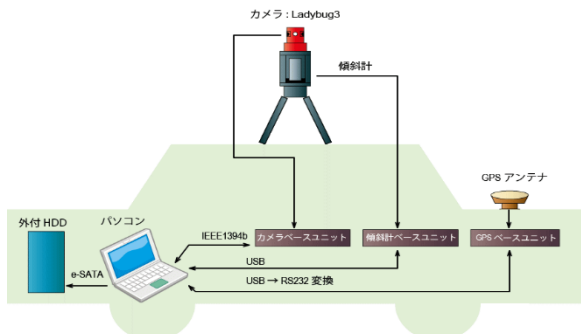 カメラ : Ladybug3
傾斜計
GPS アンテナ
外付 HDD
パソコン
IEEE1394b
カメラベースユニット
傾斜計ベースユニット
GPS ベースユニット
USB
e-SATA
USB → RS232 変換